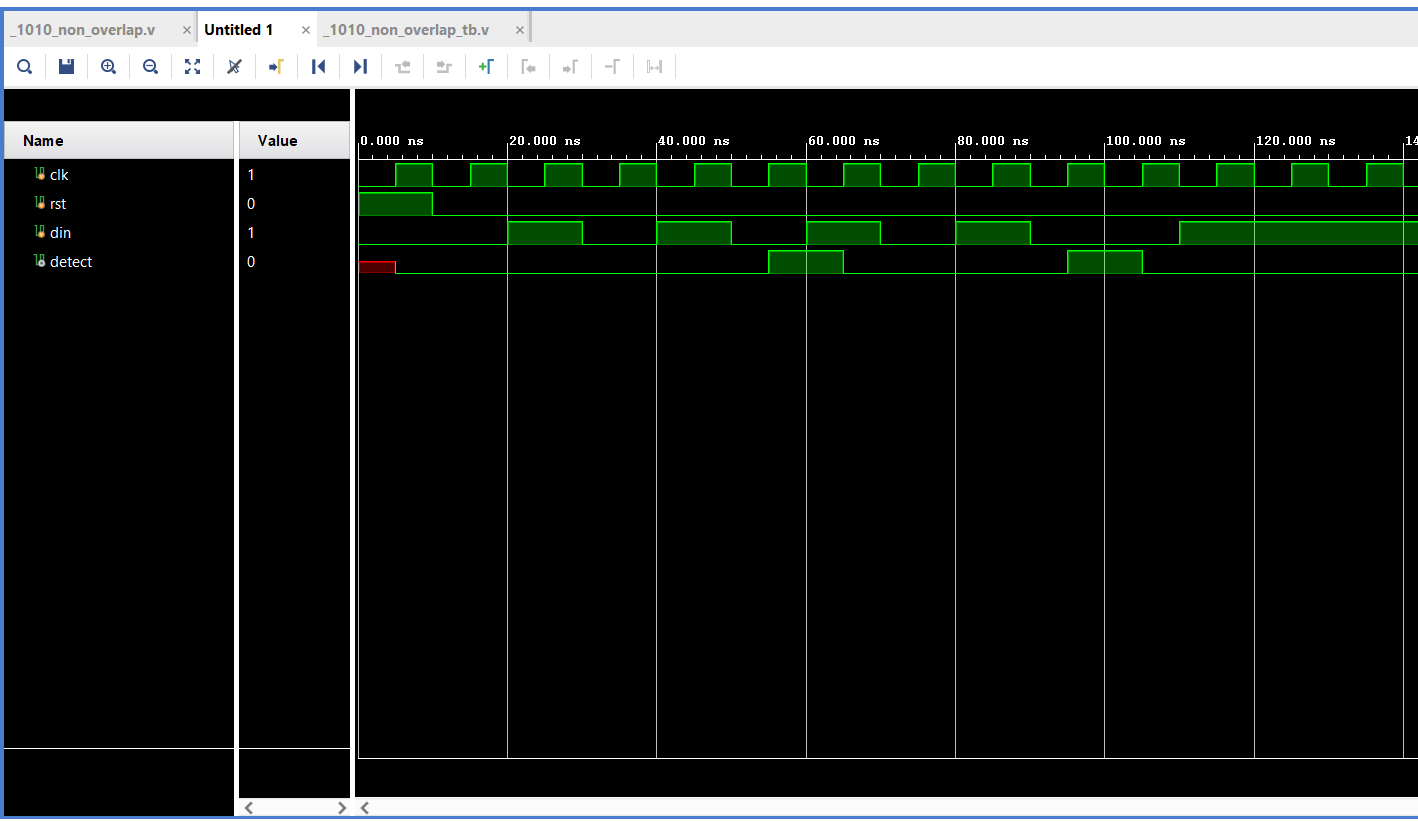 _1010_non_overlap.v × Untitled 1 × _1010_non_overlap_tb.v ×
Name Value
0.000 ns 20.000 ns 40.000 ns 60.000 ns 80.000 ns 100.000 ns 120.000 ns 14
clk 1
rst 0
din 1
detect 0